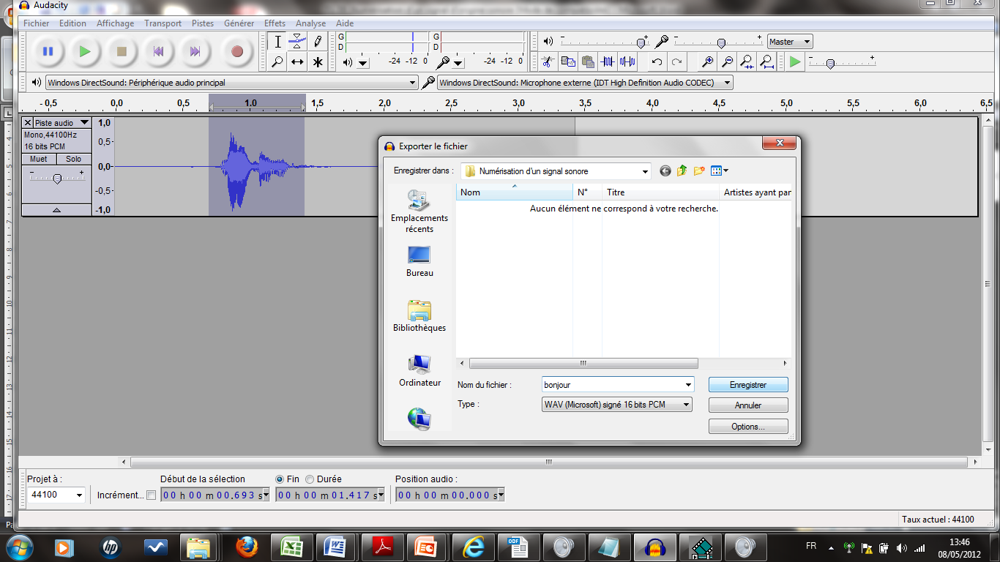 Audacity
Fichier Edition Affichage Transport Pistes Générer Effets Analyse Aide
G
D
-24 -12 0
G
D
-24 -12 0
- +
- +
Master
- +
Windows DirectSound: Périphérique audio principal
Windows DirectSound: Microphone externe (IDT High Definition Audio CODEC)
- 0,5 0,0 0,5 1,0 1,5 2,0 2,5 3,0 3,5 4,0 4,5 5,0 5,5 6,0 6,5
Piste audio
Mono,44100Hz
16 bits PCM
Muet Solo
- +
1,0
0,5-
0,0-
-0,5-
-1,0
Exporter le fichier
Enregistrer dans :
Numérisation d'un signal sonore
Nom N° Titre Artistes ayant par
Aucun élément ne correspond à votre recherche.
Emplacements
récents
Bureau
Bibliothèques
Ordinateur
Nom du fichier :
bonjour
Enregistrer
Type :
WAV (Microsoft) signé 16 bits PCM
Annuler
Options...
Projet à :
44100
Incrément...
Début de la sélection
00 h 00 m 00.693 s
Fin Durée
00 h 00 m 01.417 s
Position audio :
00 h 00 m 00.000 s
Taux actuel : 44100
hp
ODF
FR
13:46
08/05/2012